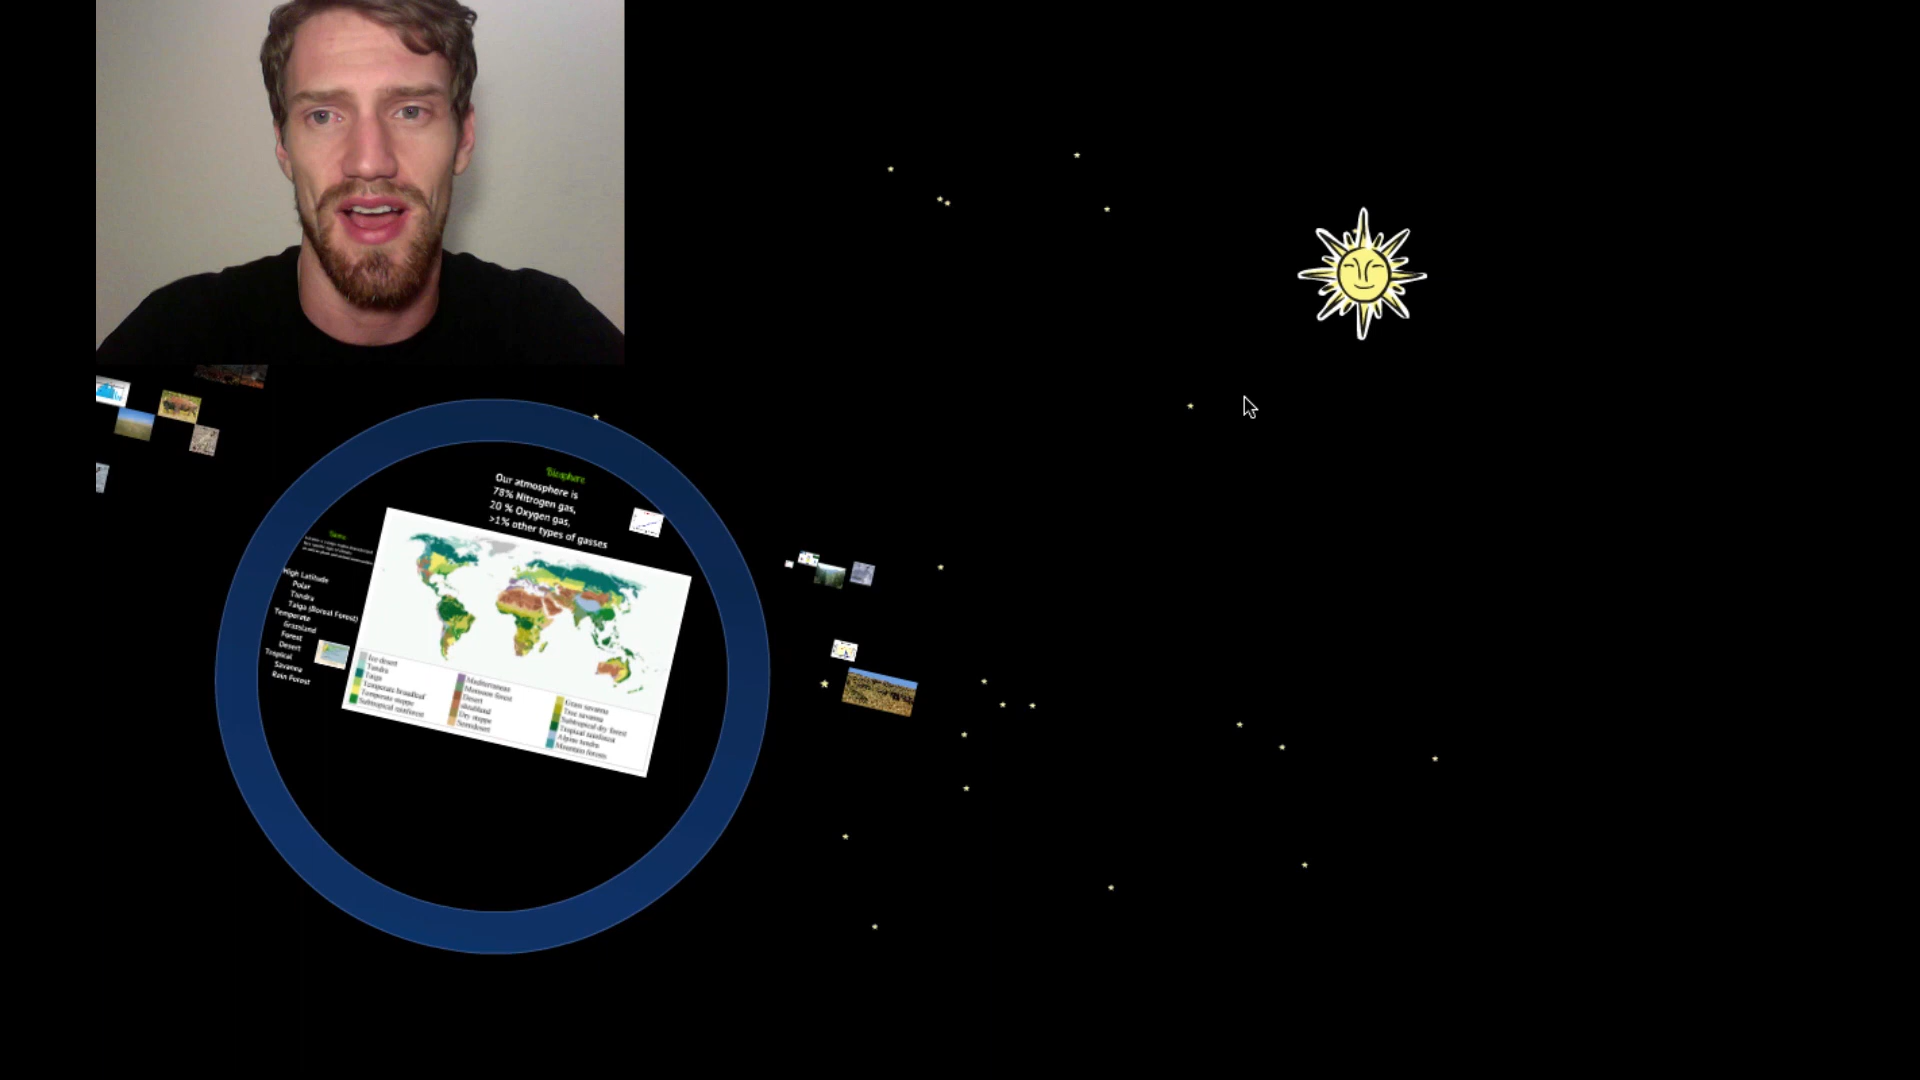 Biosphere
Our atmosphere is
78% Nitrogen gas,
20 % Oxygen gas,
>1% other types of gasses
High Latitude
Polar
Tundra
Taiga (Boreal Forest)
Temperate
Grassland
Forest
Desert
Tropical
Savanna
Rain Forest
Ice desert
Tundra
Taiga
Temperate broadleaf
Temperate steppe
Subtropical rainforest
Mediterranean
Monsoon forest
Desert
shrubland
Dry steppe
Semidesert
Grass savanna
Tree savanna
Subtropical dry forest
Tropical rainforest
Alpine tundra
Mountain forests